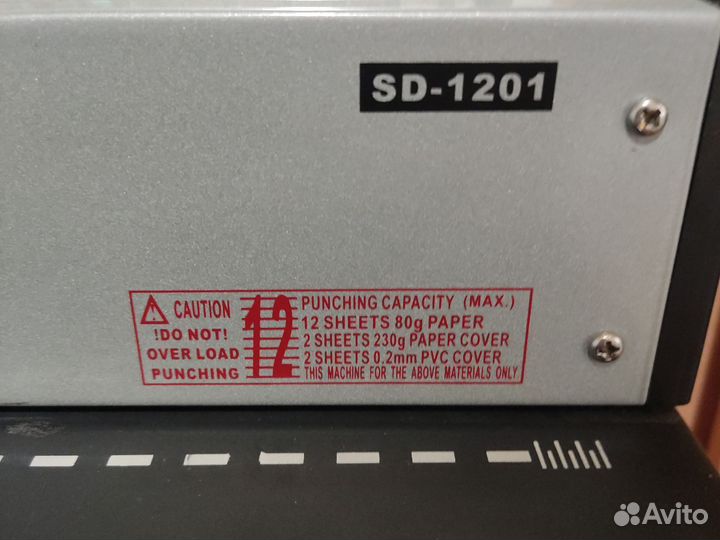 SD-1201
⚠ CAUTION
!DO NOT!
OVER LOAD
PUNCHING
12
PUNCHING CAPACITY (MAX.)
12 SHEETS 80g PAPER
2 SHEETS 230g PAPER COVER
2 SHEETS 0.2mm PVC COVER
THIS MACHINE FOR THE ABOVE MATERIALS ONLY
Avito